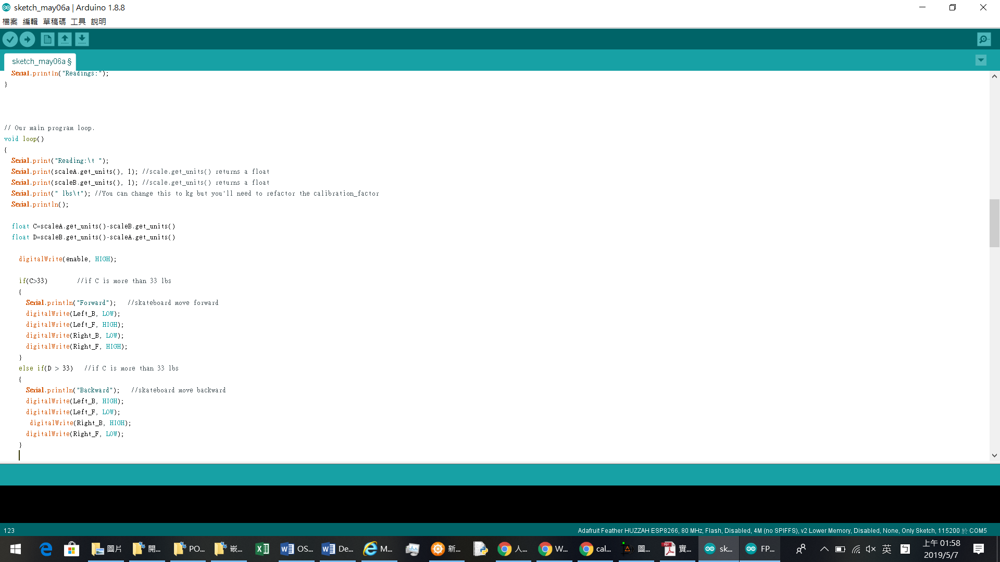 sketch_may06a | Arduino 1.8.8
檔案 編輯 草稿碼 工具 說明
sketch_may06a §
Serial.println("Readings:");
}
// Our main program loop.
void loop()
{
Serial.print("Reading:\t ");
Serial.print(scaleA.get_units(), 1); //scale.get_units() returns a float
Serial.print(scaleB.get_units(), 1); //scale.get_units() returns a float
Serial.print(" lbs\t"); //You can change this to kg but you'll need to refactor the calibration_factor
Serial.println();
float C=scaleA.get_units()-scaleB.get_units()
float D=scaleB.get_units()-scaleA.get_units()
digitalWrite(enable, HIGH);
if(C>33) //if C is more than 33 lbs
{
Serial.println("Forward"); //skateboard move forward
digitalWrite(Left_B, LOW);
digitalWrite(Left_F, HIGH);
digitalWrite(Right_B, LOW);
digitalWrite(Right_F, HIGH);
}
else if(D > 33) //if C is more than 33 lbs
{
Serial.println("Backward"); //skateboard move backward
digitalWrite(Left_B, HIGH);
digitalWrite(Left_F, LOW);
digitalWrite(Right_B, HIGH);
digitalWrite(Right_F, LOW);
}
123
Adafruit Feather HUZZAH ESP8266, 80 MHz, Flash, Disabled, 4M (no SPIFFS), v2 Lower Memory, Disabled, None, Only Sketch, 115200 於 COM5
圖片 開... PO... 嵌... OS... De... M... 新... 人... W... cal... 圖... 實... sk... FP... 英 上午 01:58
2019/5/7